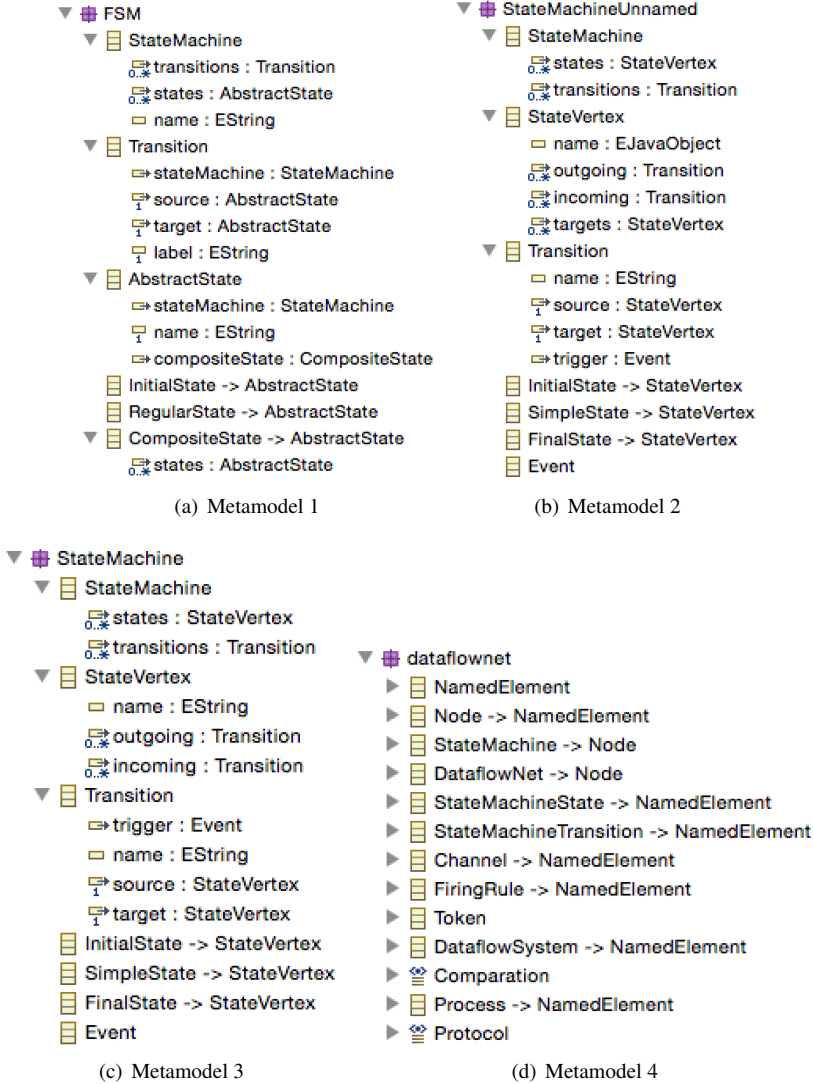 FSM
StateMachine
0..* transitions : Transition
0..* states : AbstractState
name : EString
Transition
stateMachine : StateMachine
1 source : AbstractState
1 target : AbstractState
1 label : EString
AbstractState
stateMachine : StateMachine
1 name : EString
compositeState : CompositeState
InitialState -> AbstractState
RegularState -> AbstractState
CompositeState -> AbstractState
0..* states : AbstractState
(a) Metamodel 1
StateMachineUnnamed
StateMachine
0..* states : StateVertex
0..* transitions : Transition
StateVertex
name : EJavaObject
0..* outgoing : Transition
0..* incoming : Transition
0..* targets : StateVertex
Transition
name : EString
1 source : StateVertex
1 target : StateVertex
trigger : Event
InitialState -> StateVertex
SimpleState -> StateVertex
FinalState -> StateVertex
Event
(b) Metamodel 2
StateMachine
StateMachine
0..* states : StateVertex
0..* transitions : Transition
StateVertex
name : EString
0..* outgoing : Transition
0..* incoming : Transition
Transition
trigger : Event
name : EString
1 source : StateVertex
1 target : StateVertex
InitialState -> StateVertex
SimpleState -> StateVertex
FinalState -> StateVertex
Event
(c) Metamodel 3
dataflownet
NamedElement
Node -> NamedElement
StateMachine -> Node
DataflowNet -> Node
StateMachineState -> NamedElement
StateMachineTransition -> NamedElement
Channel -> NamedElement
FiringRule -> NamedElement
Token
DataflowSystem -> NamedElement
Comparation
Process -> NamedElement
Protocol
(d) Metamodel 4